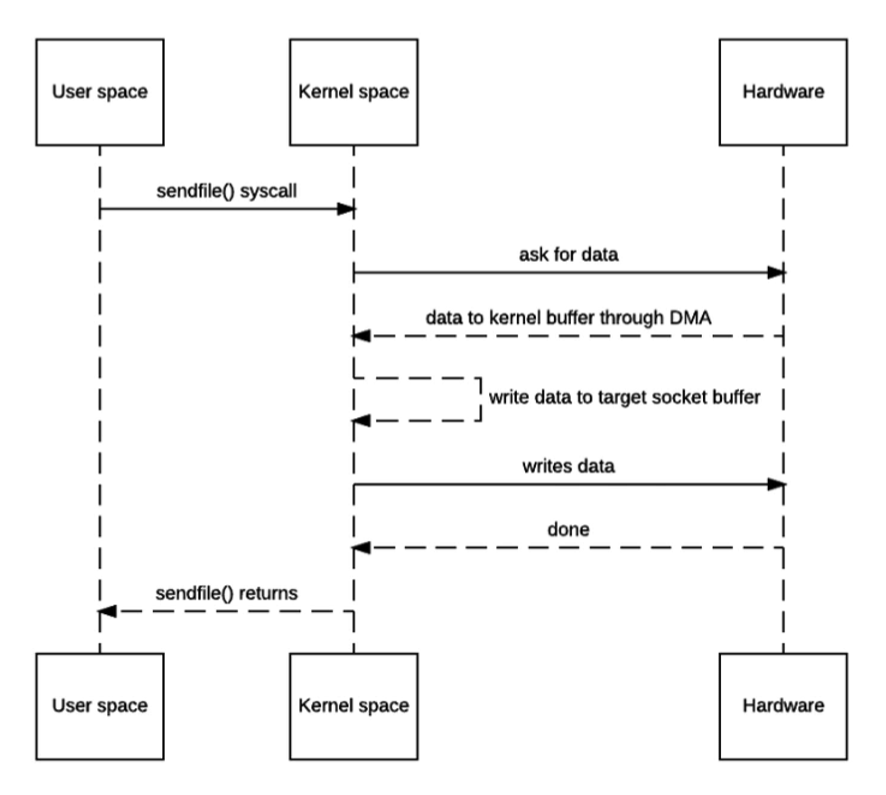 User space
Kernel space
Hardware
sendfile() syscall
ask for data
data to kernel buffer through DMA
write data to target socket buffer
writes data
done
sendfile() returns
User space
Kernel space
Hardware